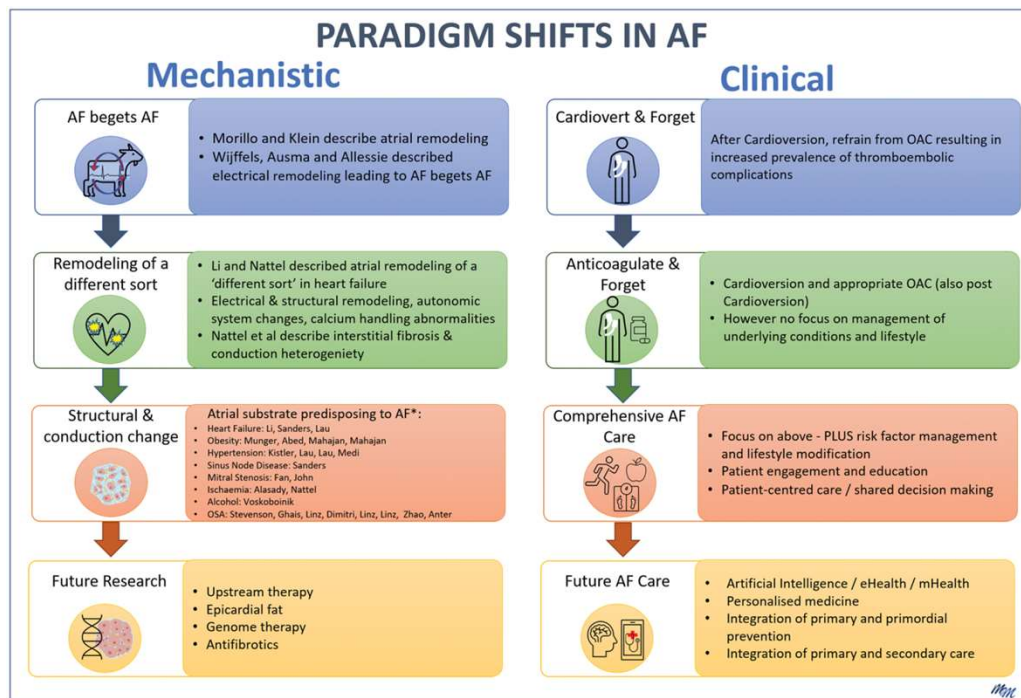 PARADIGM SHIFTS IN AF
Mechanistic
AF begets AF
• Morillo and Klein describe atrial remodeling
• Wijffels, Ausma and Allessie described
electrical remodeling leading to AF begets AF
Remodeling of a
different sort
• Li and Nattel described atrial remodeling of a
‘different sort’ in heart failure
• Electrical & structural remodeling, autonomic
system changes, calcium handling abnormalities
• Nattel et al describe interstitial fibrosis &
conduction heterogeniety
Structural &
conduction change
Atrial substrate predisposing to AF*:
• Heart Failure: Li, Sanders, Lau
• Obesity: Munger, Abed, Mahajan, Mahajan
• Hypertension: Kistler, Lau, Lau, Medi
• Sinus Node Disease: Sanders
• Mitral Stenosis: Fan, John
• Ischaemia: Alasady, Nattel
• Alcohol: Voskoboinik
• OSA: Stevenson, Ghais, Linz, Dimitri, Linz, Linz, Zhao, Anter
Future Research
• Upstream therapy
• Epicardial fat
• Genome therapy
• Antifibrotics
Clinical
Cardiovert & Forget
After Cardioversion, refrain from OAC resulting in
increased prevalence of thromboembolic
complications
Anticoagulate &
Forget
• Cardioversion and appropriate OAC (also post
Cardioversion)
• However no focus on management of
underlying conditions and lifestyle
Comprehensive AF
Care
• Focus on above - PLUS risk factor management
and lifestyle modification
• Patient engagement and education
• Patient-centred care / shared decision making
Future AF Care
• Artificial Intelligence / eHealth / mHealth
• Personalised medicine
• Integration of primary and primordial
prevention
• Integration of primary and secondary care